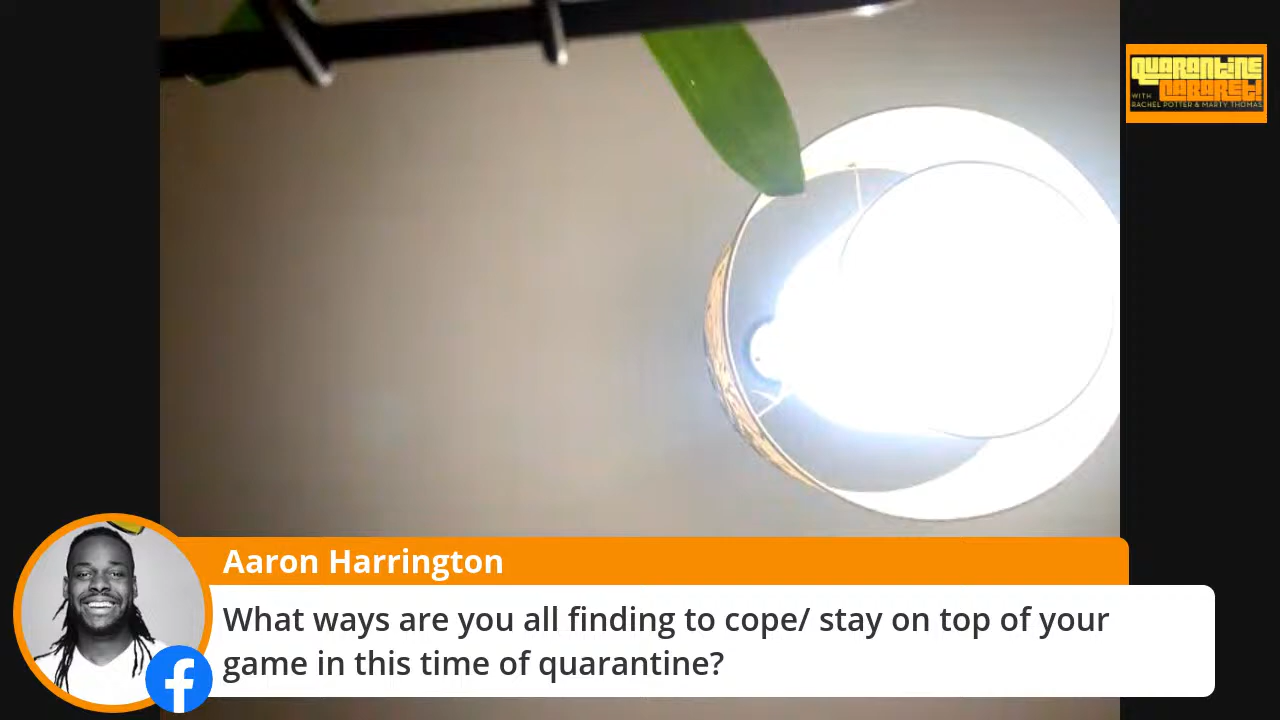 QUARANTINE
WITH CABARET!
RACHEL POTTER & MARTY THOMAS
Aaron Harrington
What ways are you all finding to cope/ stay on top of your
game in this time of quarantine?